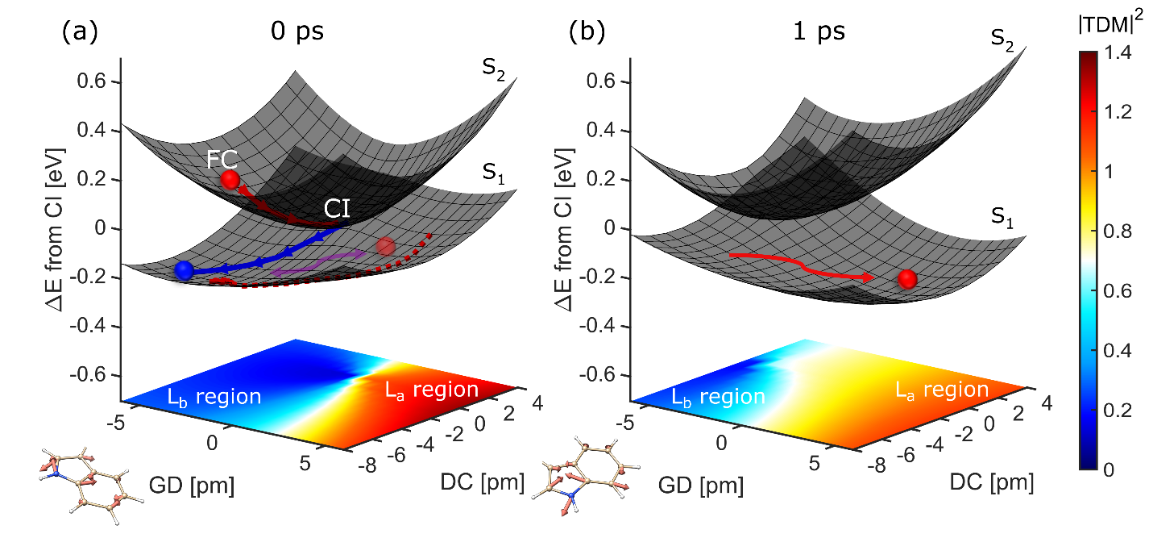 (a) 0 ps
(b) 1 ps
|TDM|²
S₂
S₁
FC
CI
ΔE from CI [eV]
0.6
0.4
0.2
0
-0.2
-0.4
-0.6
L_b region
L_a region
-5
0
5
GD [pm]
-8
-6
-4
-2
0
2
4
DC [pm]
S₂
S₁
ΔE from CI [eV]
0.6
0.4
0.2
0
-0.2
-0.4
-0.6
L_b region
L_a region
-5
0
5
GD [pm]
-8
-6
-4
-2
0
2
4
DC [pm]
1.4
1.2
1
0.8
0.6
0.4
0.2
0